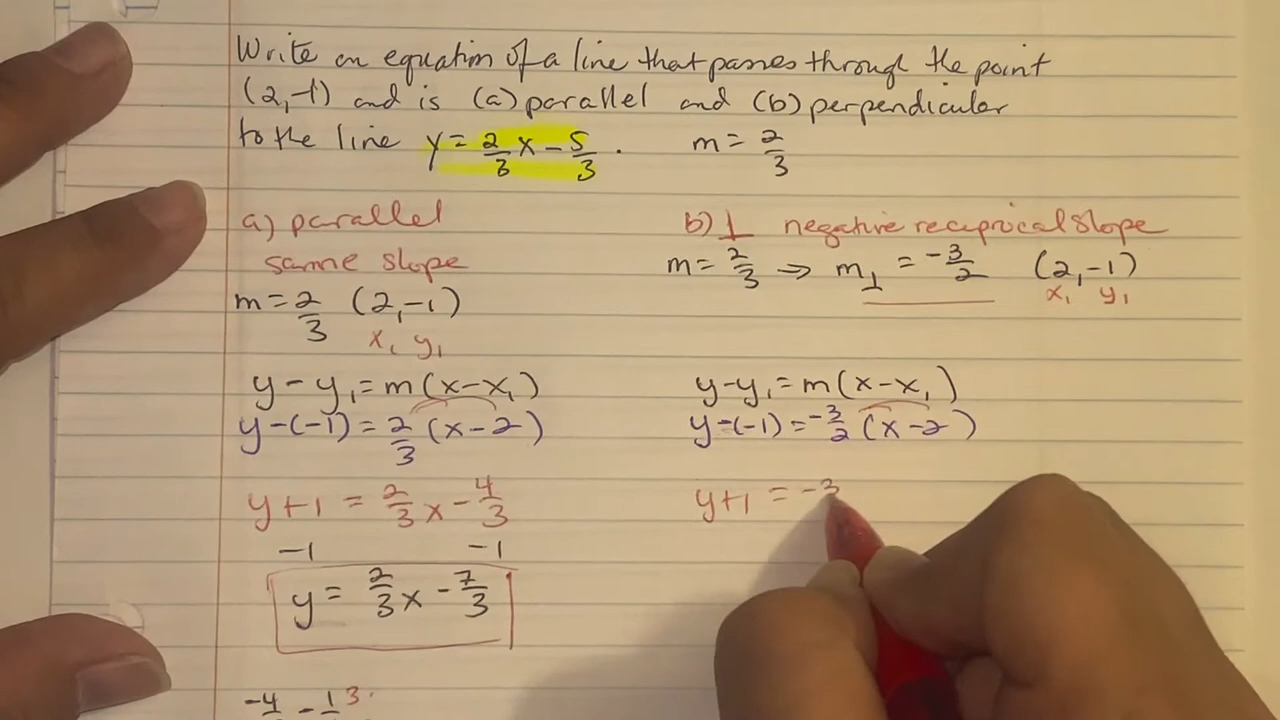 Write an equation of a line that passes through the point
(2,-1) and is (a) parallel and (b) perpendicular
to the line y = 2/3 x - 5/3 . m = 2/3
a) parallel
same slope
m = 2/3 (2,-1)
x₁ y₁
y - y₁ = m(x - x₁)
y-(-1) = 2/3 (x-2)
y+1 = 2/3 x - 4/3
-1 -1
y = 2/3 x - 7/3
-4 - 1 3
b) ⊥ negative reciprical slope
m = 2/3 → m⊥ = -3/2 (2,-1)
x₁ y₁
y-y₁ = m(x-x₁)
y-(-1) = -3/2 (x-2)
y+1 = -3